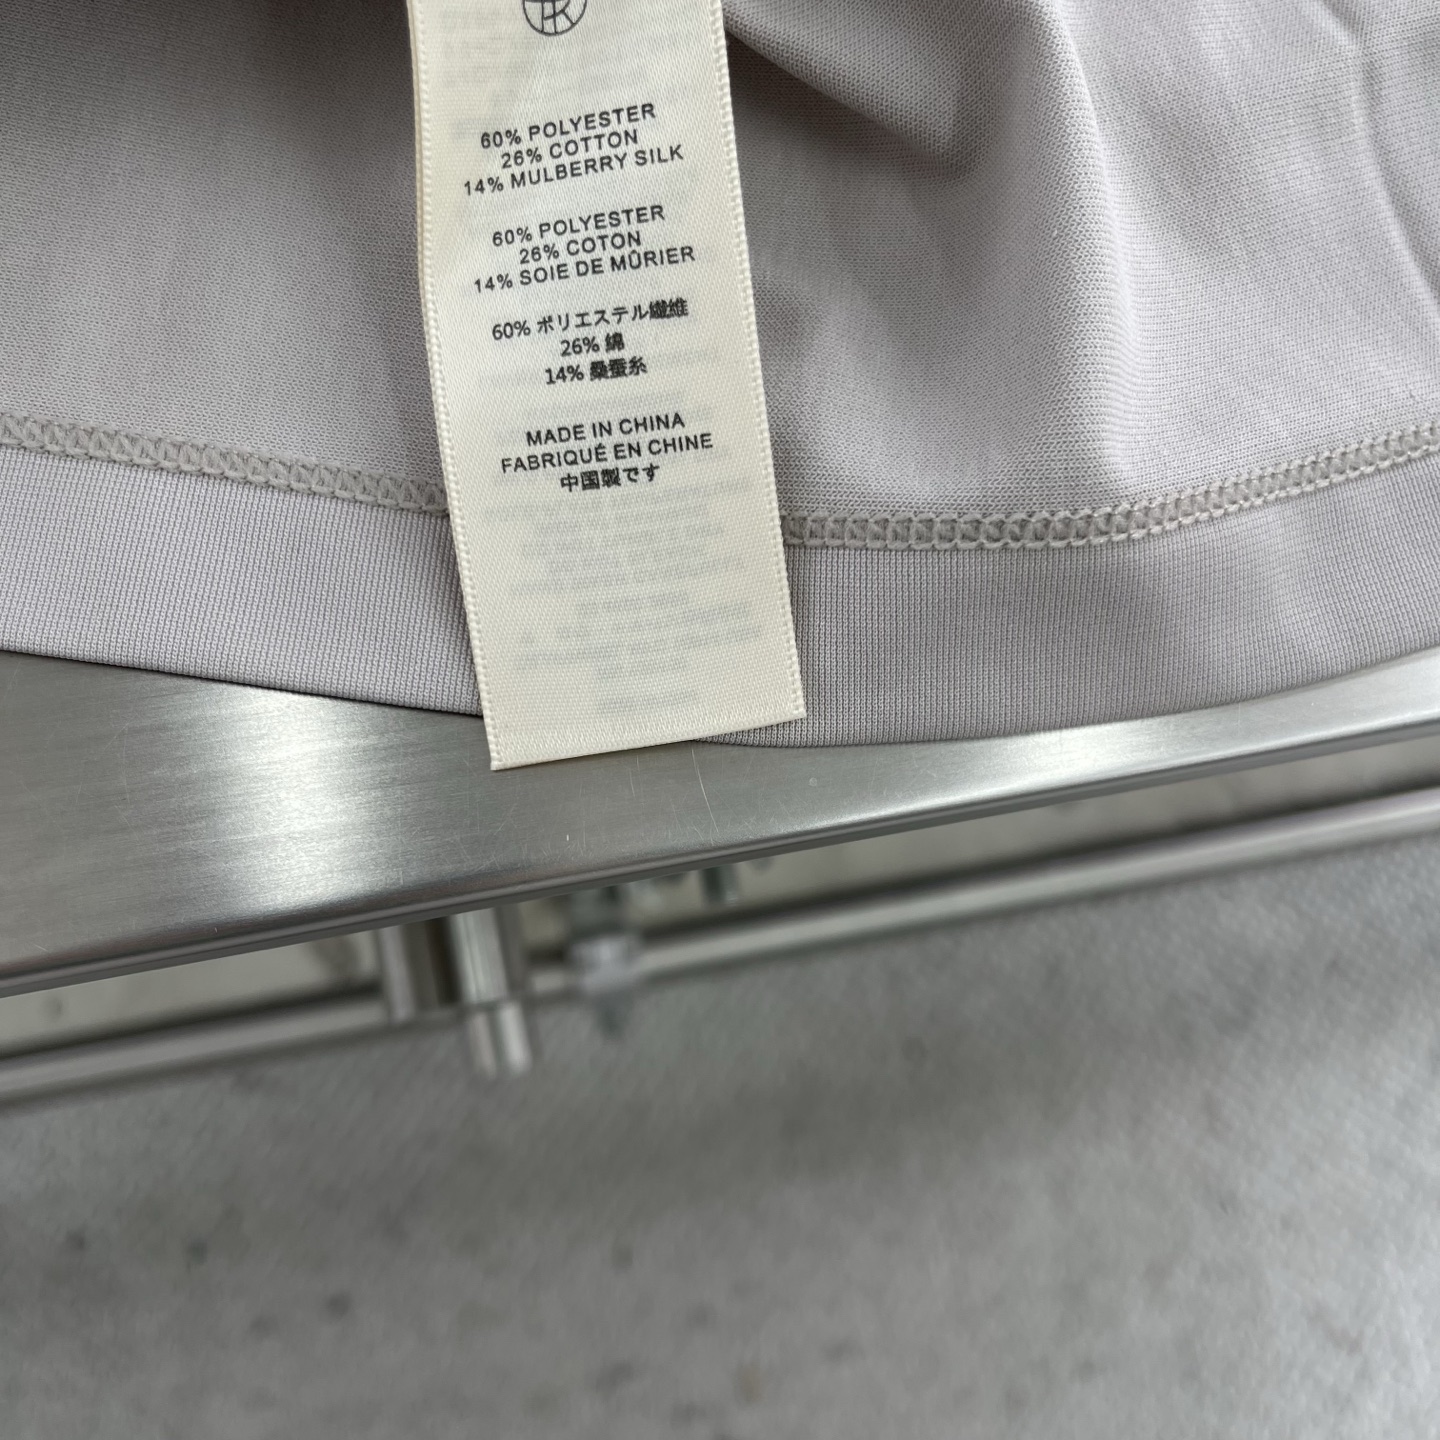 60% POLYESTER
26% COTTON
14% MULBERRY SILK
60% POLYESTER
26% COTON
14% SOIE DE MÛRIER
60% ポリエステル繊维
26% 綿
14% 桑蚕糸
MADE IN CHINA
FABRIQUÉ EN CHINE
中国製です